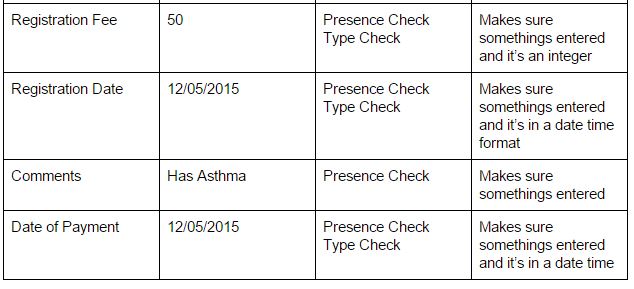 Registration Fee 50 Presence Check Makes sure
Type Check somethings entered
and it's an integer
Registration Date 12/05/2015 Presence Check Makes sure
Type Check somethings entered
and it's in a date time
format
Comments Has Asthma Presence Check Makes sure
somethings entered
Date of Payment 12/05/2015 Presence Check Makes sure
Type Check somethings entered
and it's in a date time